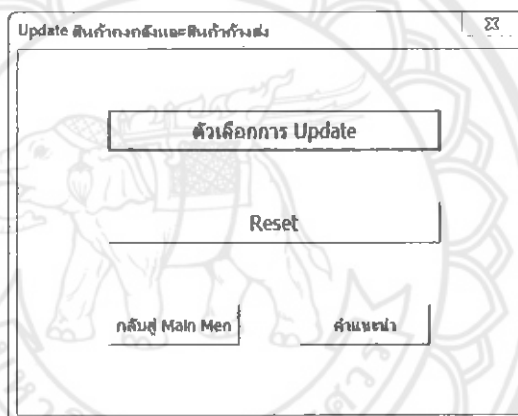 Update สินค้าคงคลังและสินค้าค้างส่ง
ตัวเลือกการ Update
Reset
กลับสู่ Main Men
คำแนะนำ